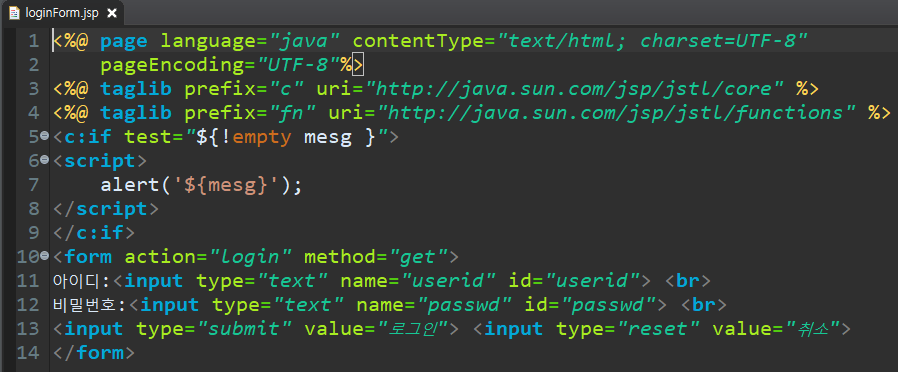 loginForm.jsp
1 <%@ page language="java" contentType="text/html; charset=UTF-8"
2     pageEncoding="UTF-8"%>
3 <%@ taglib prefix="c" uri="http://java.sun.com/jsp/jstl/core" %>
4 <%@ taglib prefix="fn" uri="http://java.sun.com/jsp/jstl/functions" %>
5 <c:if test="${!empty mesg }">
6 <script>
7     alert('${mesg}');
8 </script>
9 </c:if>
10 <form action="login" method="get">
11 아이디:<input type="text" name="userid" id="userid"> <br>
12 비밀번호:<input type="text" name="passwd" id="passwd"> <br>
13 <input type="submit" value="로그인"> <input type="reset" value="취소">
14 </form>